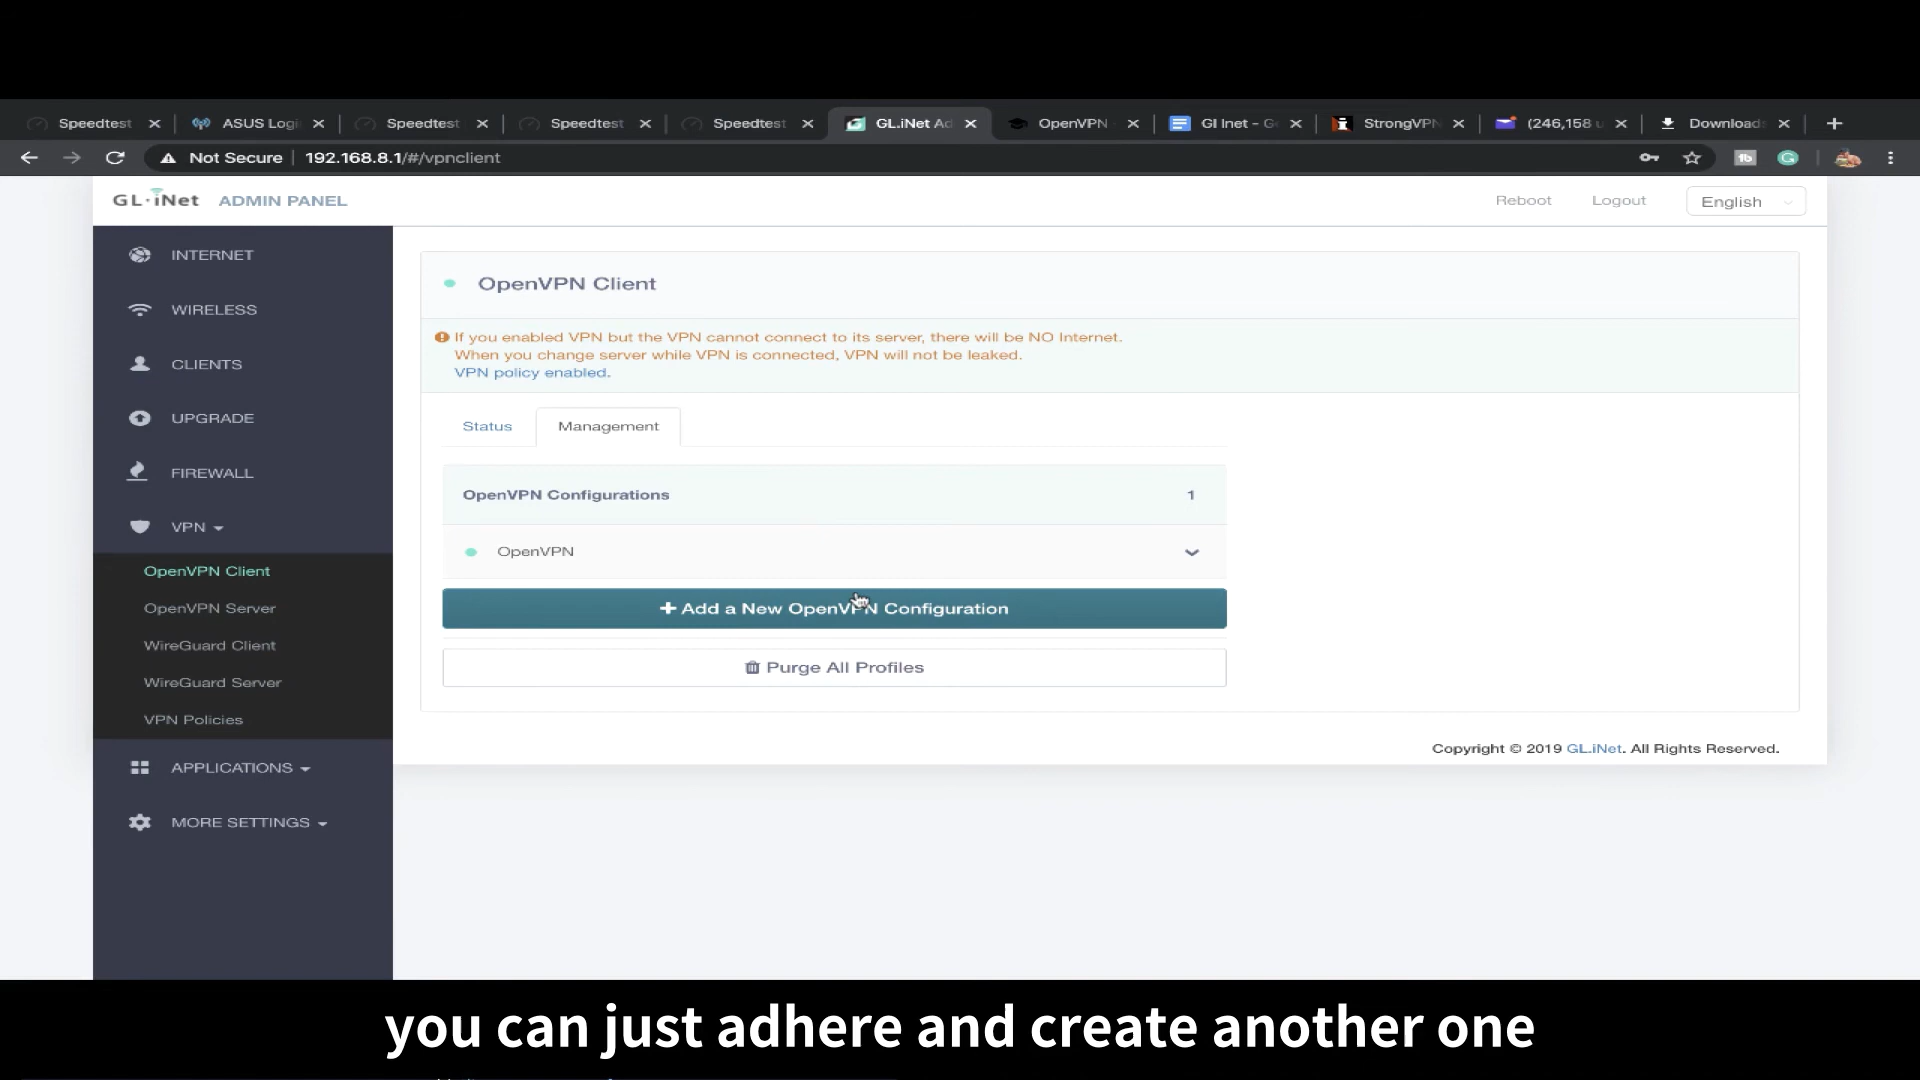 Speedtest
ASUS Logi
Speedtest
Speedtest
Speedtest
GL.iNet Ad
OpenVPN
Gl Inet - G
StrongVPN
(246,158 u
Download
Not Secure
192.168.8.1/#/vpnclient
GL·iNet ADMIN PANEL
Reboot
Logout
English
INTERNET
WIRELESS
CLIENTS
UPGRADE
FIREWALL
VPN
OpenVPN Client
OpenVPN Server
WireGuard Client
WireGuard Server
VPN Policies
APPLICATIONS
MORE SETTINGS
OpenVPN Client
If you enabled VPN but the VPN cannot connect to its server, there will be NO Internet.
When you change server while VPN is connected, VPN will not be leaked.
VPN policy enabled.
Status
Management
OpenVPN Configurations 1
OpenVPN
+ Add a New OpenVPN Configuration
Purge All Profiles
Copyright © 2019 GL.iNet. All Rights Reserved.
you can just adhere and create another one